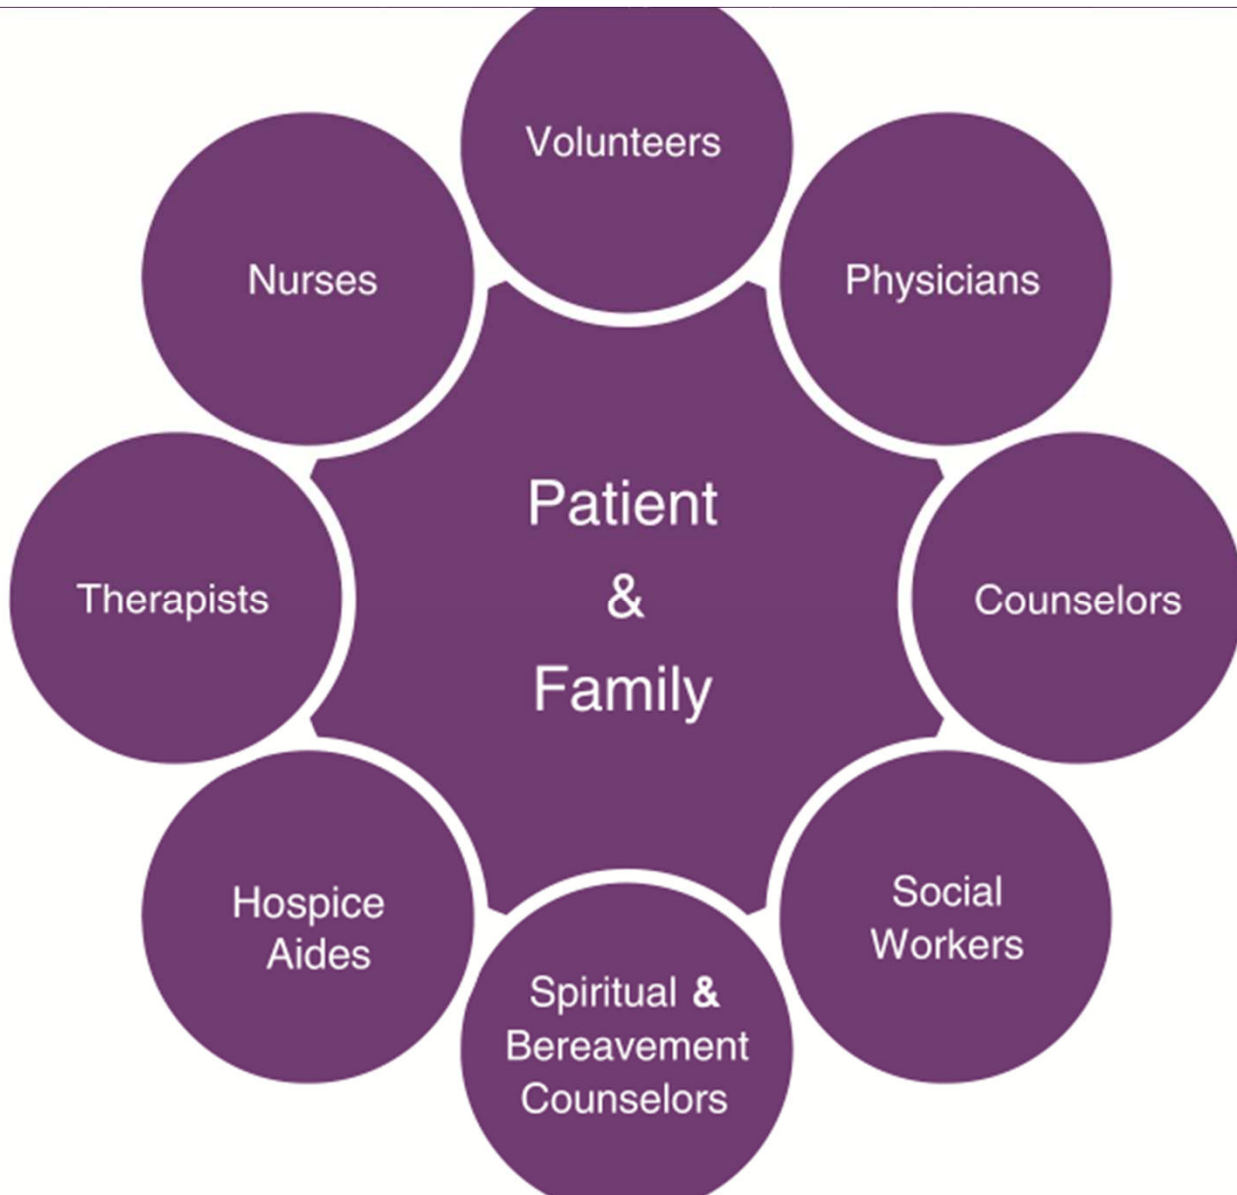 Volunteers
Nurses
Physicians
Patient
&
Family
Therapists
Counselors
Hospice
Aides
Social
Workers
Spiritual &
Bereavement
Counselors